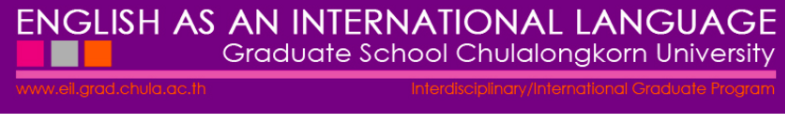 ENGLISH AS AN INTERNATIONAL LANGUAGE
Graduate School Chulalongkorn University
www.eil.grad.chula.ac.th Interdisciplinary/International Graduate Program